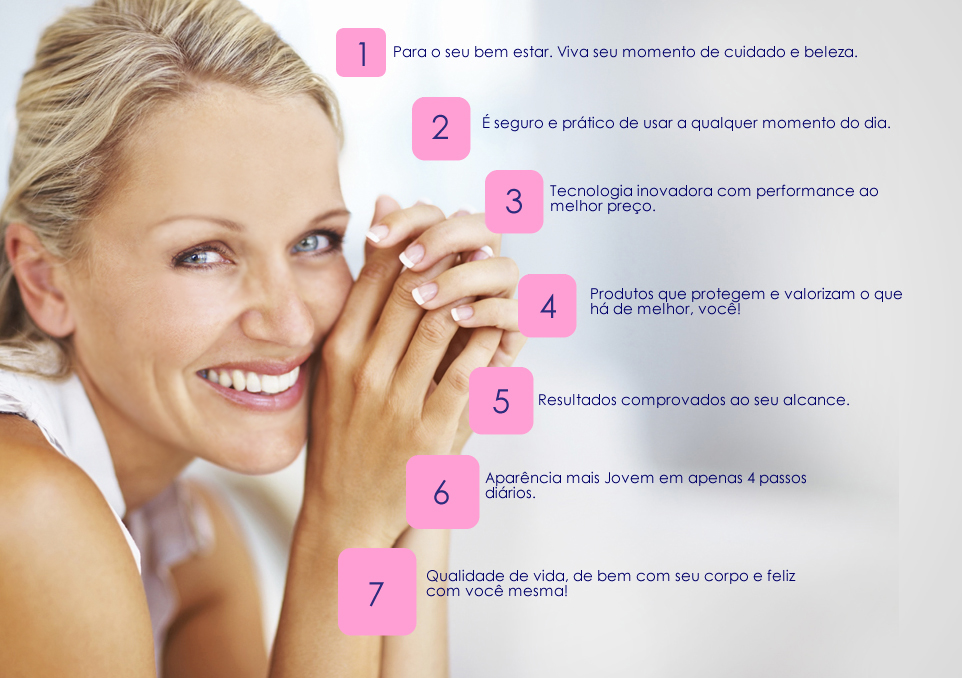 1
Para o seu bem estar. Viva seu momento de cuidado e beleza.
2
É seguro e prático de usar a qualquer momento do dia.
3
Tecnologia inovadora com performance ao
melhor preço.
4
Produtos que protegem e valorizam o que
há de melhor, você!
5
Resultados comprovados ao seu alcance.
6
Aparência mais Jovem em apenas 4 passos
diários.
7
Qualidade de vida, de bem com seu corpo e feliz
com você mesma!